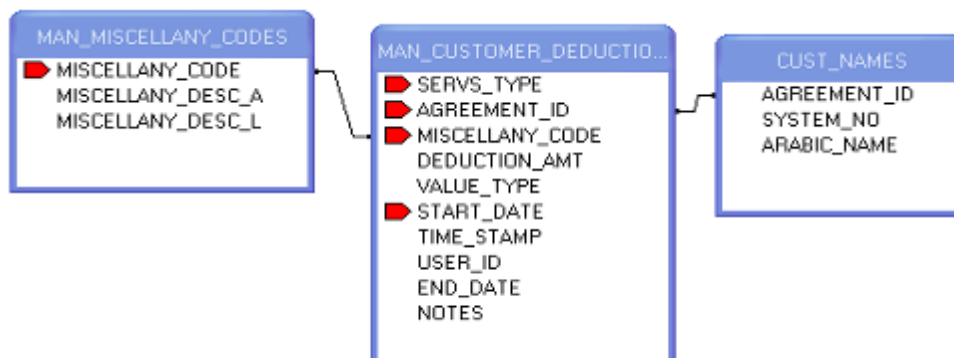 MAN_MISCELLANY_CODES
MISCELLANY_CODE
MISCELLANY_DESC_A
MISCELLANY_DESC_L
MAN_CUSTOMER_DEDUCTIO...
SERVS_TYPE
AGREEMENT_ID
MISCELLANY_CODE
DEDUCTION_AMT
VALUE_TYPE
START_DATE
TIME_STAMP
USER_ID
END_DATE
NOTES
CUST_NAMES
AGREEMENT_ID
SYSTEM_NO
ARABIC_NAME